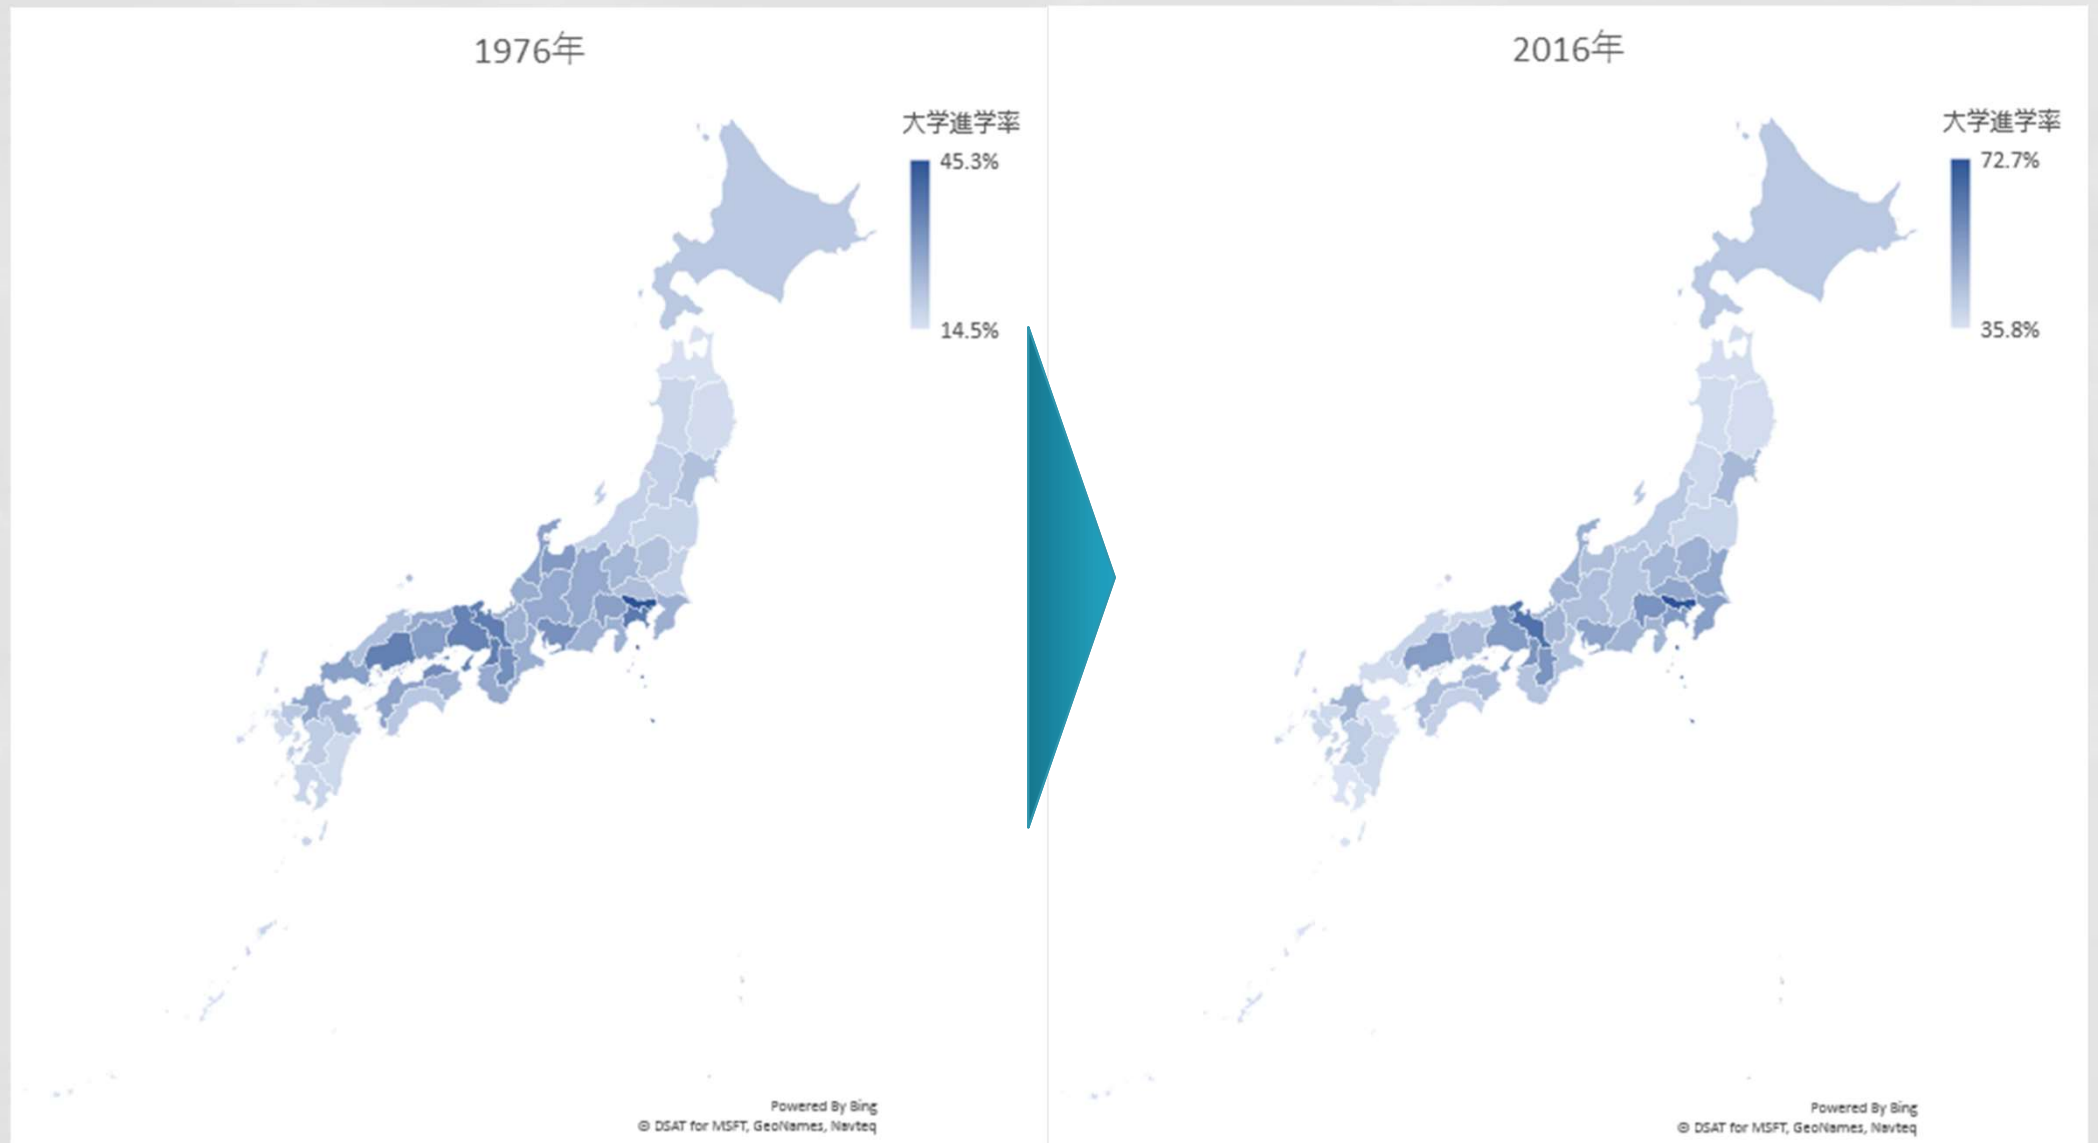 1976年
大学進学率
45.3%
14.5%
Powered By Bing
© DSAT for MSFT, GeoNames, Navteq
2016年
大学進学率
72.7%
35.8%
Powered By Bing
© DSAT for MSFT, GeoNames, Navteq